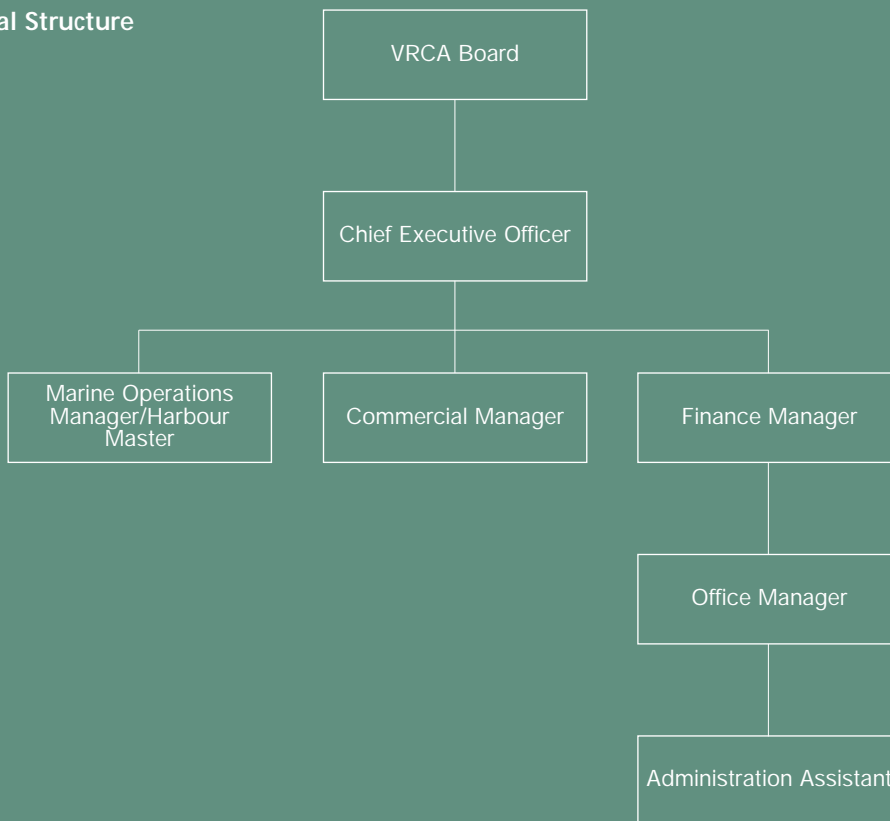 al Structure
VRCA Board
Chief Executive Officer
Marine Operations
Manager/Harbour
Master
Commercial Manager
Finance Manager
Office Manager
Administration Assistant